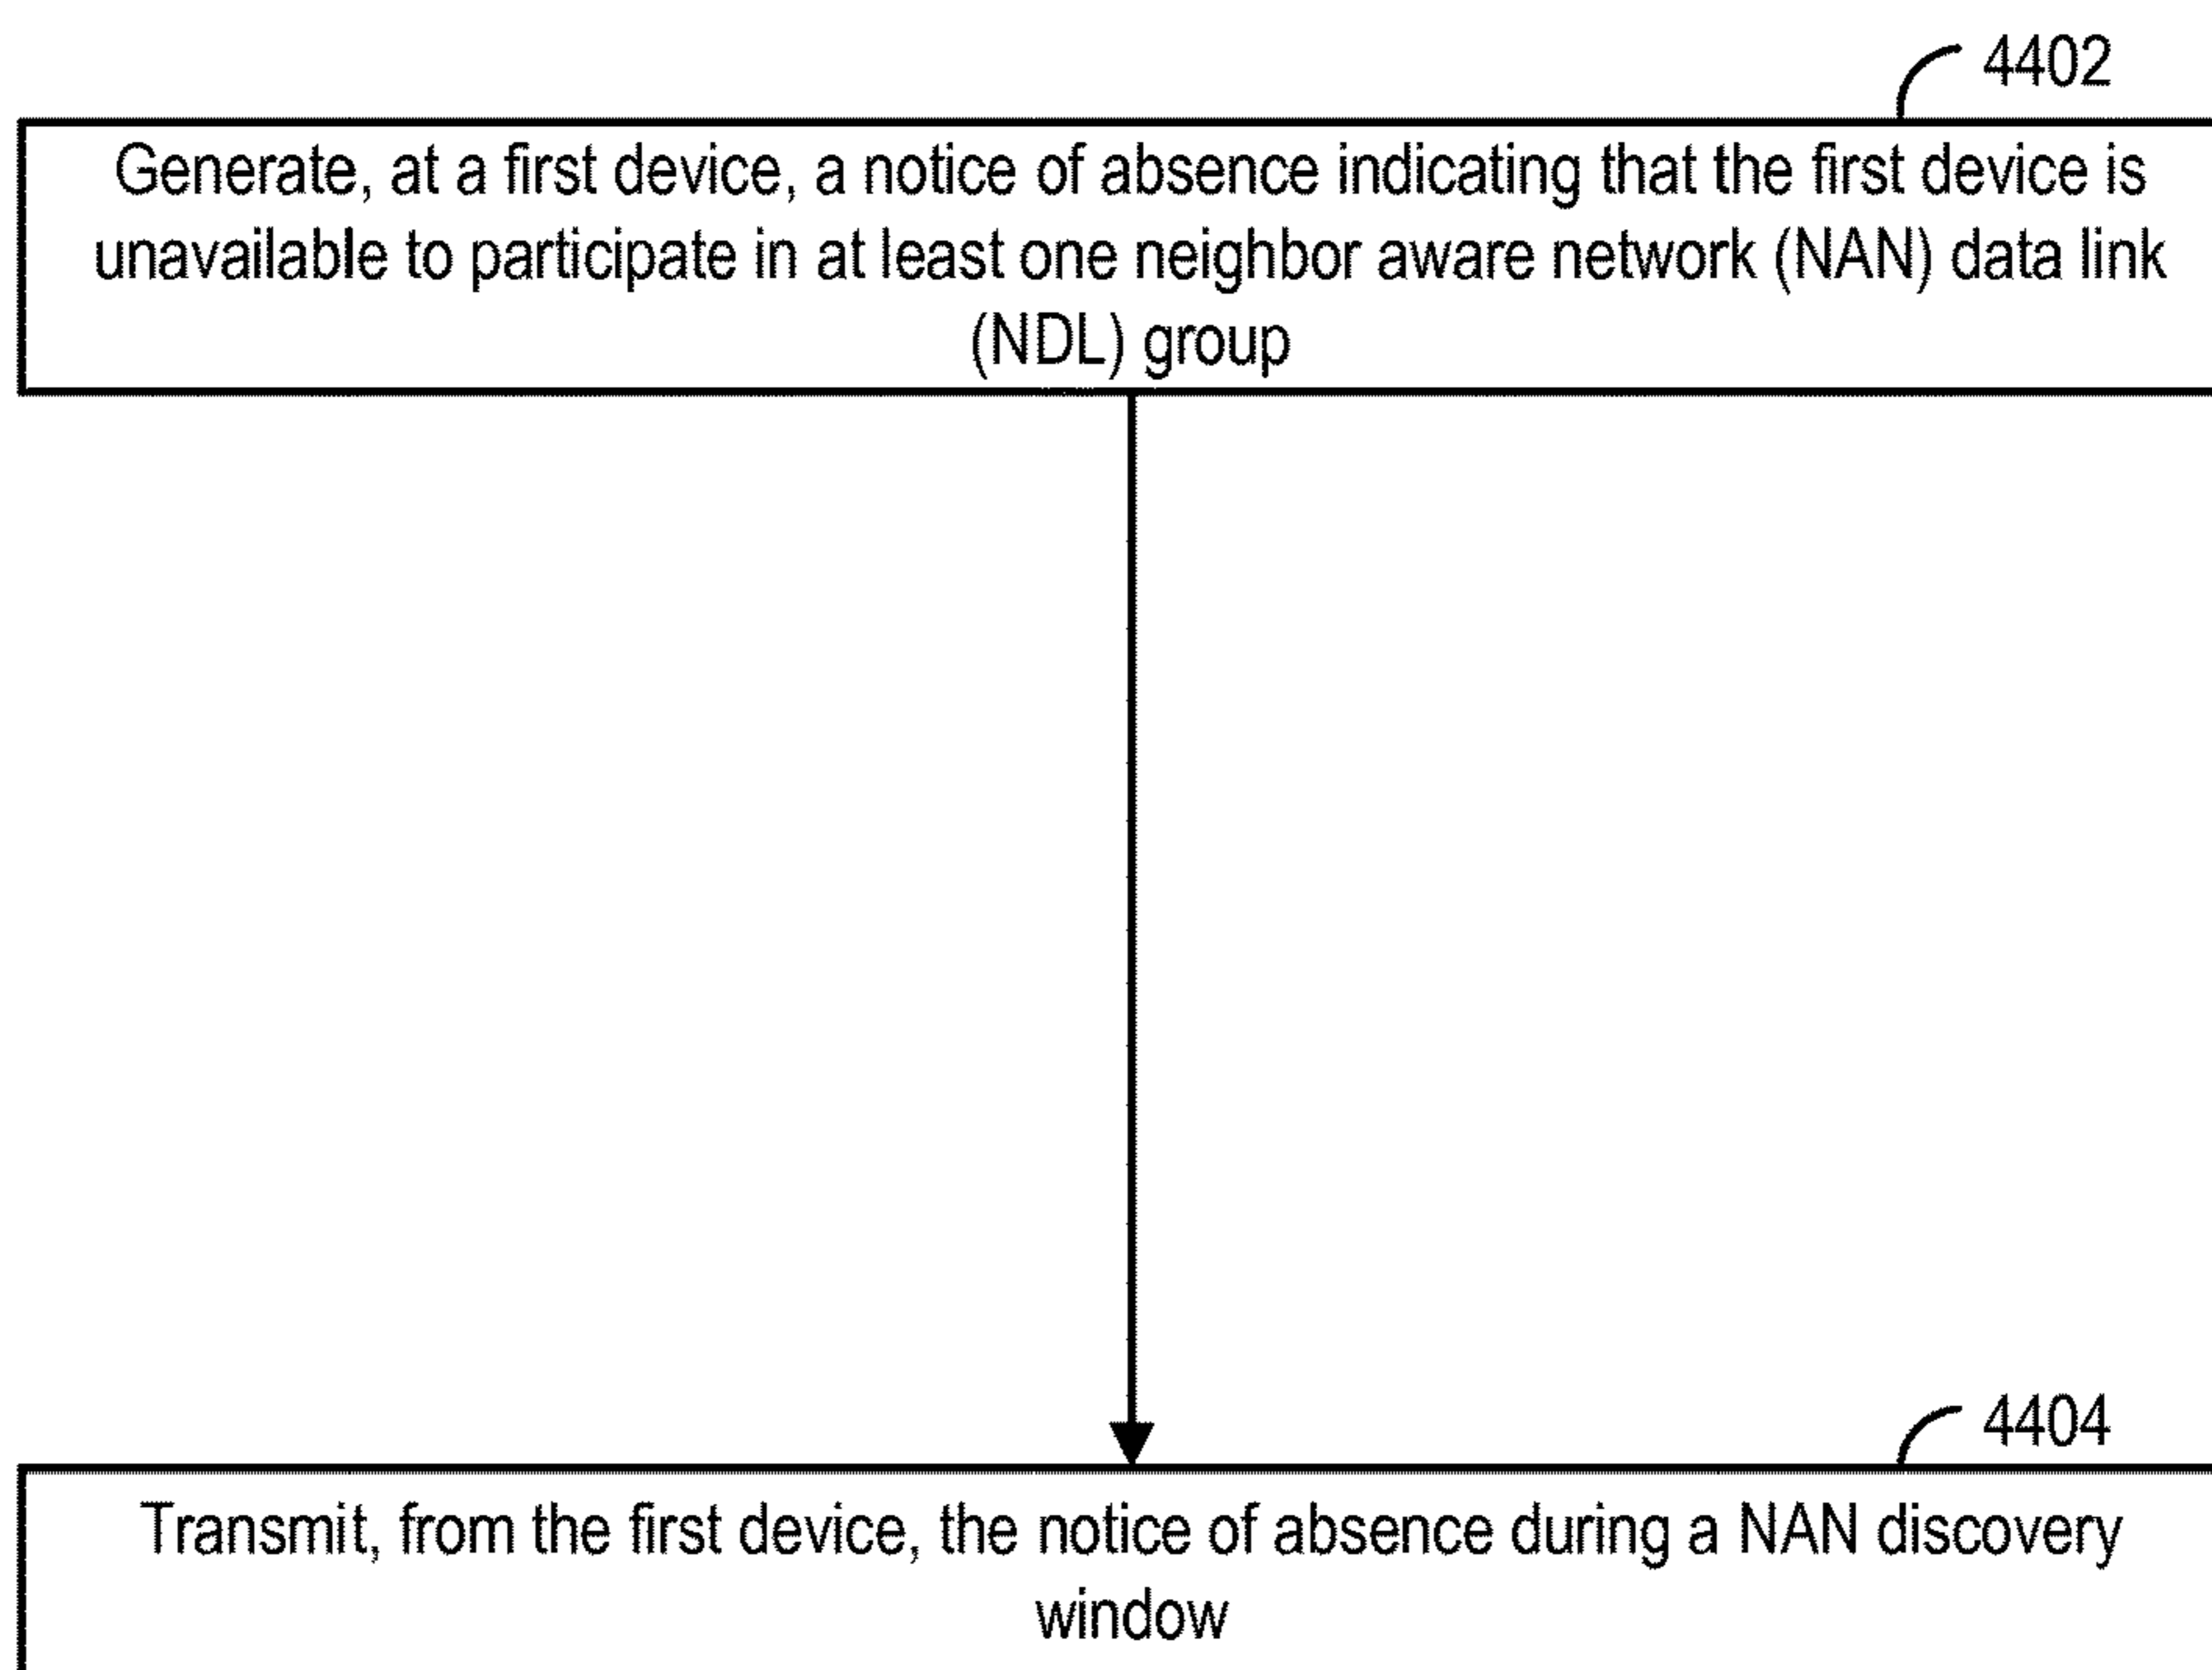 4402
Generate, at a first device, a notice of absence indicating that the first device is
unavailable to participate in at least one neighbor aware network (NAN) data link
(NDL) group
4404
Transmit, from the first device, the notice of absence during a NAN discovery
window